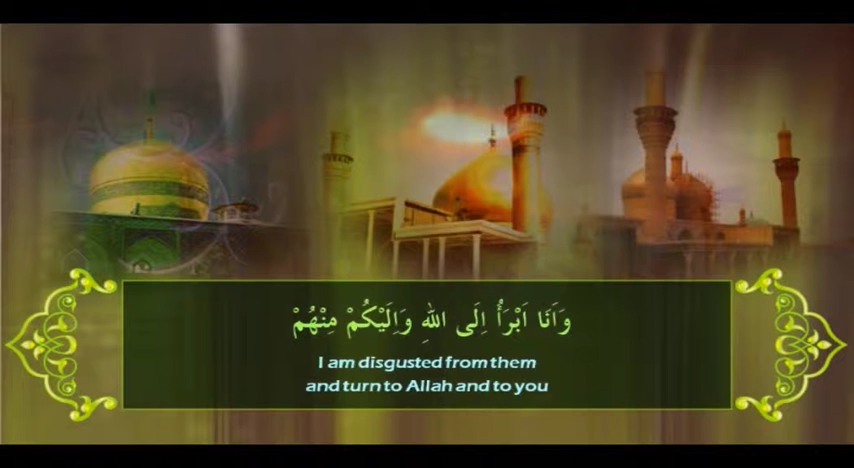 وَاَنَا اَبْرَأُ اِلَى اللهِ وَاِلَيْكُمْ مِنْهُمْ
I am disgusted from them
and turn to Allah and to you